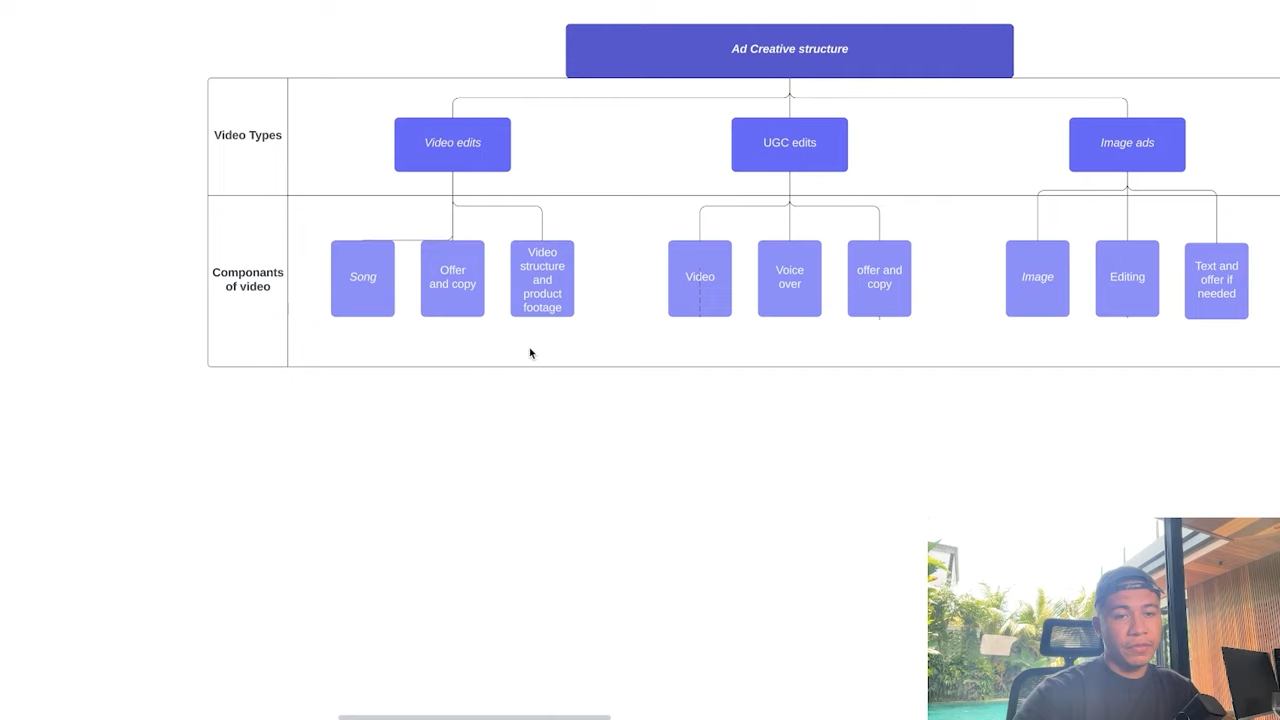 Ad Creative structure
Video Types
Video edits
UGC edits
Image ads
Componants
of video
Song
Offer
and copy
Video
structure
and
product
footage
Video
Voice
over
offer and
copy
Image
Editing
Text and
offer if
needed